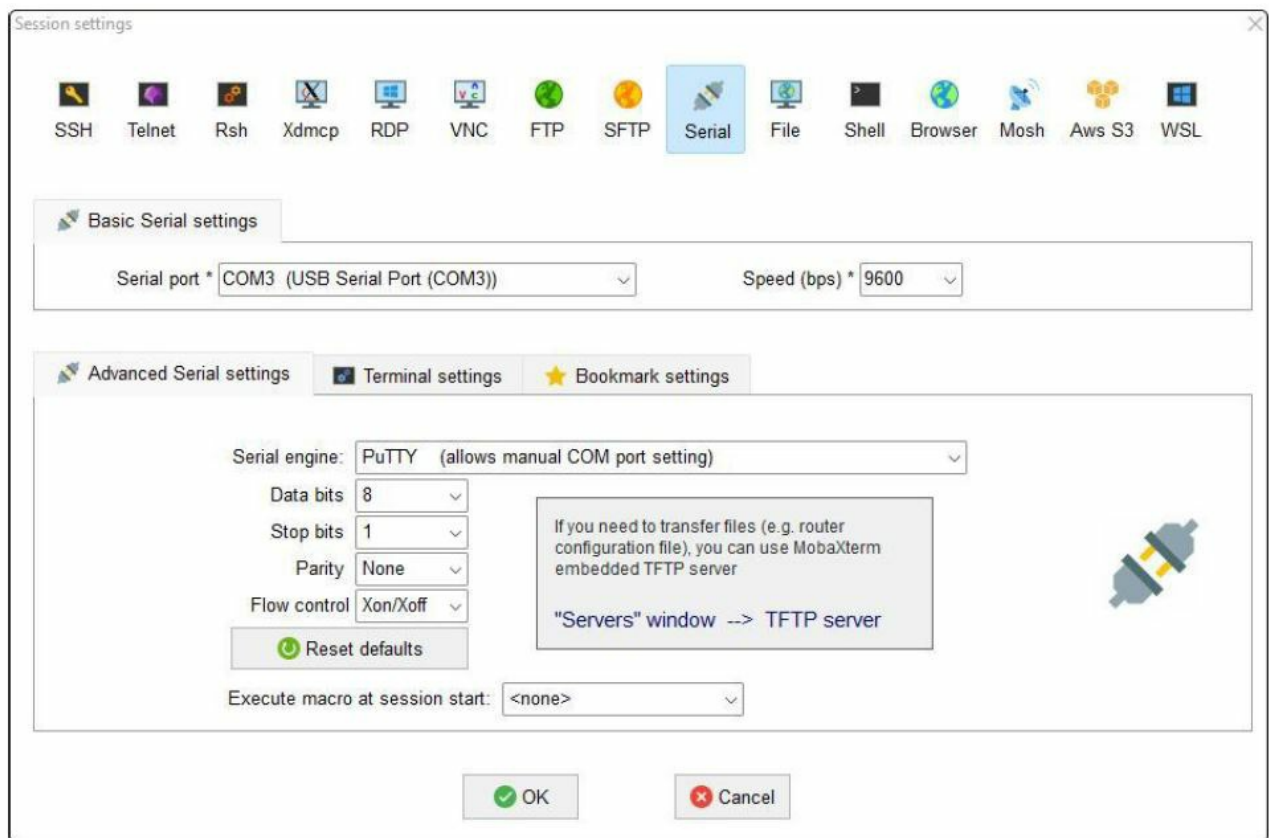 Session settings
SSH Telnet Rsh Xdmcp RDP VNC FTP SFTP Serial File Shell Browser Mosh Aws S3 WSL
Basic Serial settings
Serial port * COM3 (USB Serial Port (COM3)) Speed (bps) * 9600
Advanced Serial settings Terminal settings Bookmark settings
Serial engine: PuTTY (allows manual COM port setting)
Data bits 8
Stop bits 1
Parity None
Flow control Xon/Xoff
Reset defaults
If you need to transfer files (e.g. router
configuration file), you can use MobaXterm
embedded TFTP server
"Servers" window --> TFTP server
Execute macro at session start: <none>
OK Cancel